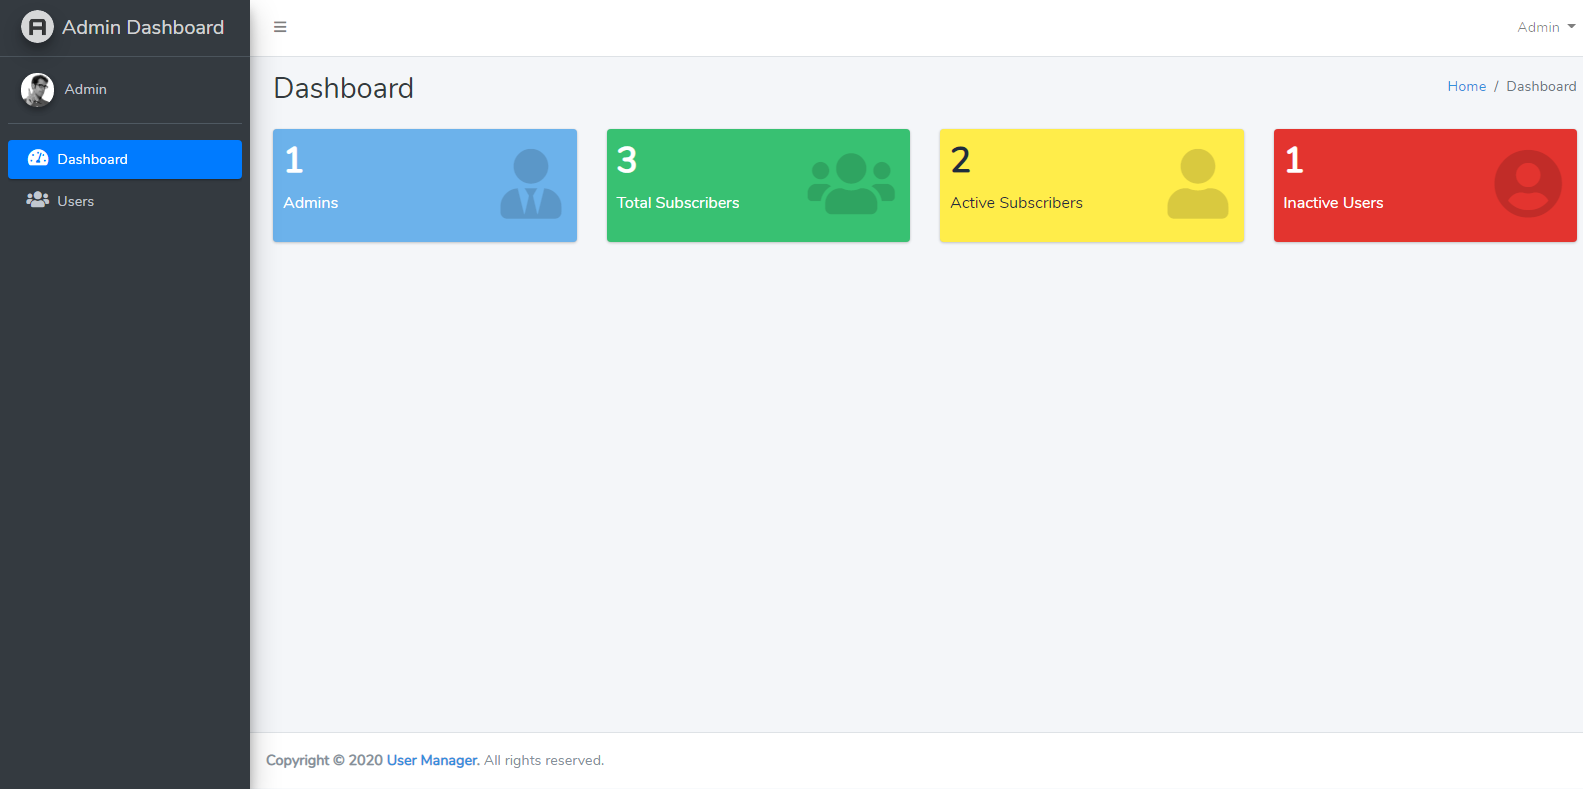 Admin Dashboard
Admin
Dashboard
Users
Admin
Dashboard
Home / Dashboard
1
Admins
3
Total Subscribers
2
Active Subscribers
1
Inactive Users
Copyright © 2020 User Manager. All rights reserved.